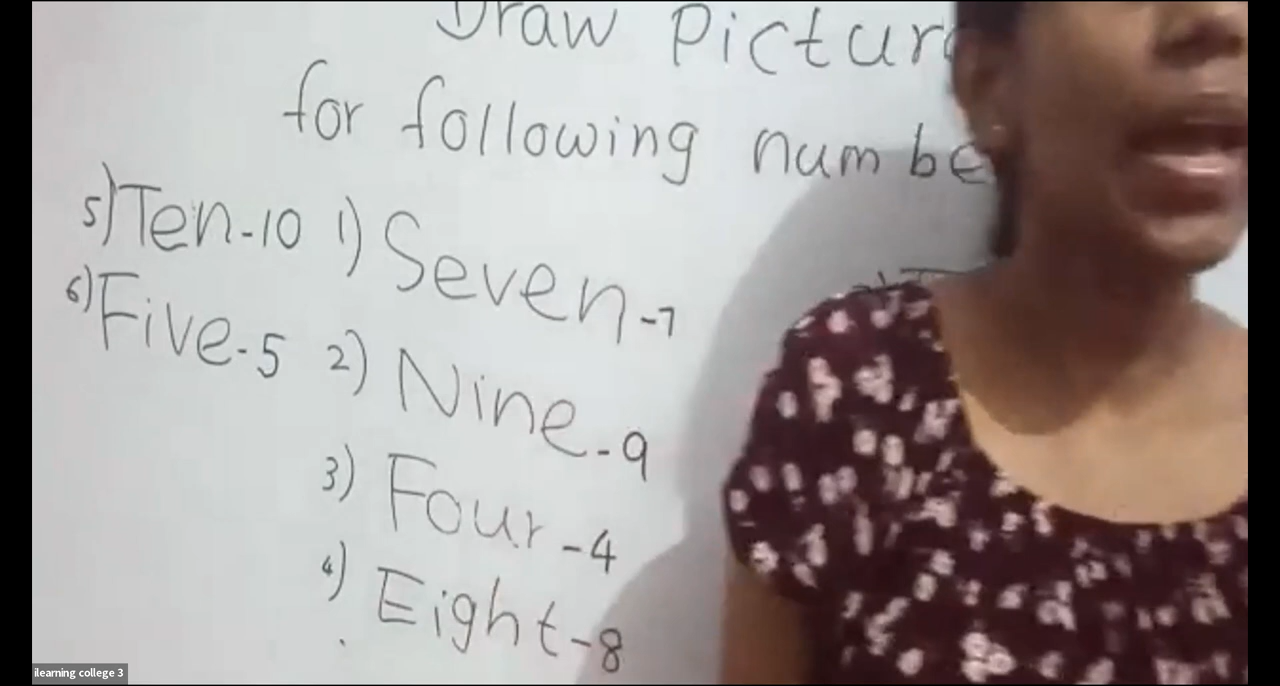 Draw Pictur
for following numbe
5) Ten-10 1) Seven-7
6) Five-5 2) Nine-9
3) Four-4
4) Eight-8
ilearning college 3